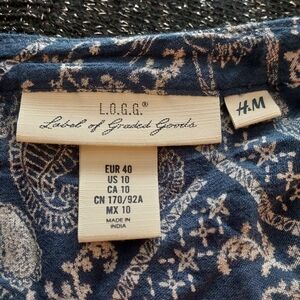 L.O.G.G.®
Label of Graded Goods
H&M
EUR 40
US 10
CA 10
CN 170/92A
MX 10
MADE IN
INDIA